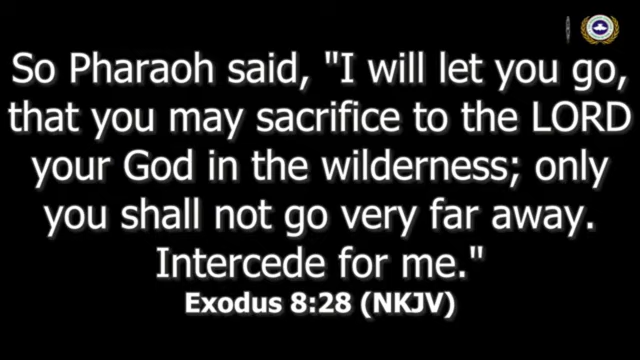 So Pharaoh said, "I will let you go,
that you may sacrifice to the LORD
your God in the wilderness; only
you shall not go very far away.
Intercede for me."
Exodus 8:28 (NKJV)